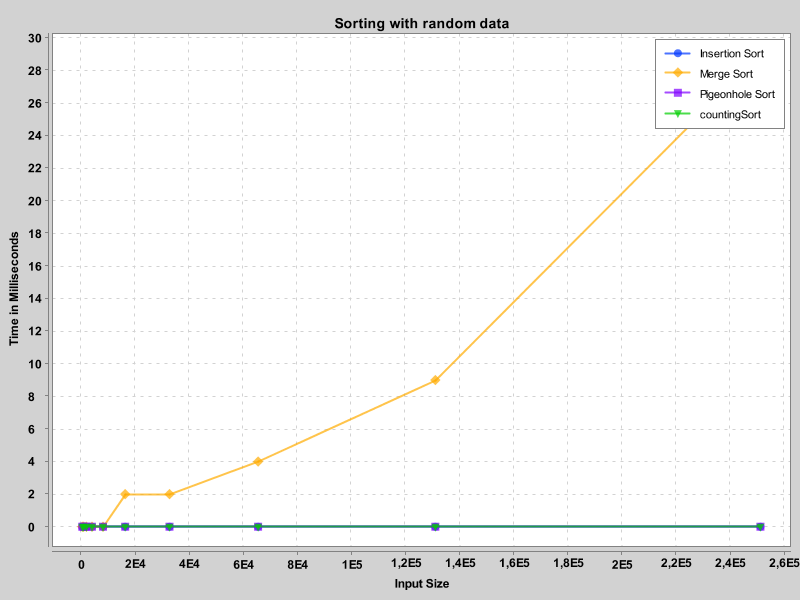 Sorting with random data
30
28
26
24
22
20
18
16
14
12
10
8
6
4
2
0
Time in Milliseconds
Insertion Sort
Merge Sort
Pigeonhole Sort
countingSort
0 2E4 4E4 6E4 8E4 1E5 1,2E5 1,4E5 1,6E5 1,8E5 2E5 2,2E5 2,4E5 2,6E5
Input Size